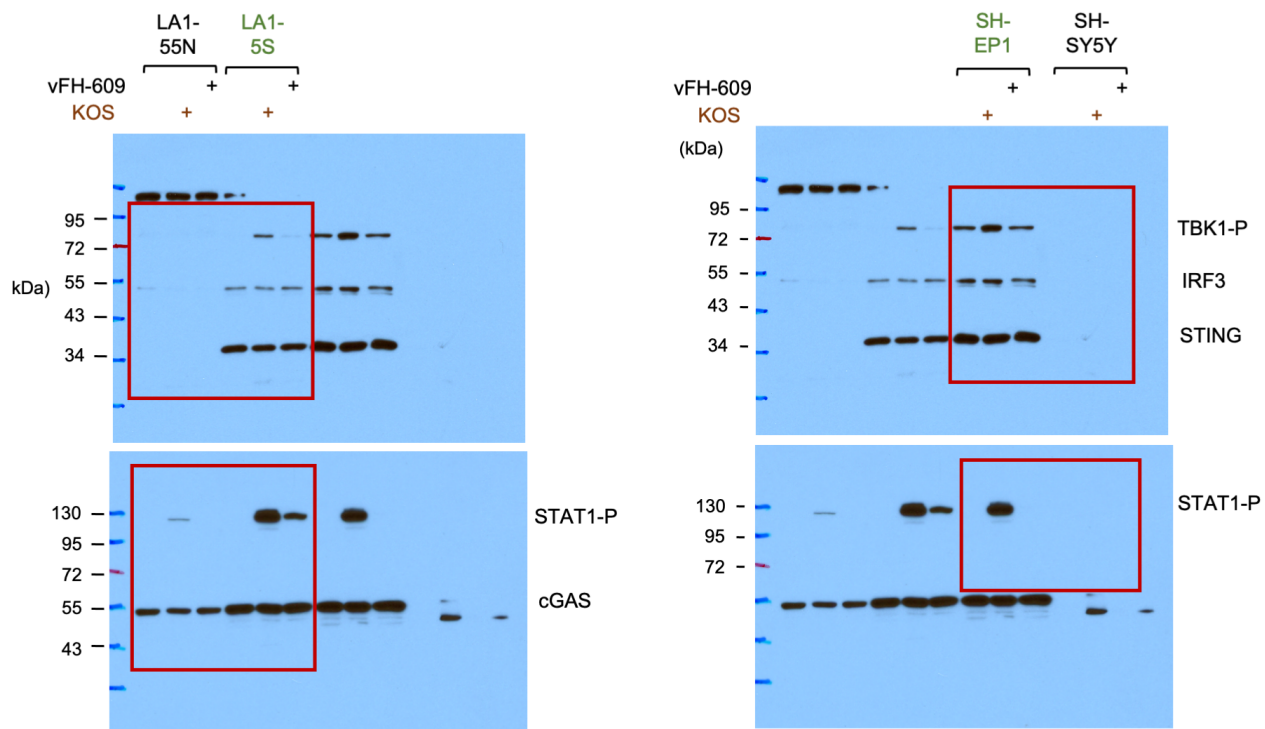 LA1-
55N
LA1-
5S
vFH-609 + +
KOS + +
kDa)
95
72
55
43
34
130
95
72
55
43
STAT1-P
cGAS
SH-
EP1
SH-
SY5Y
vFH-609 + +
KOS + +
(kDa)
95
72
55
43
34
TBK1-P
IRF3
STING
130
95
72
STAT1-P